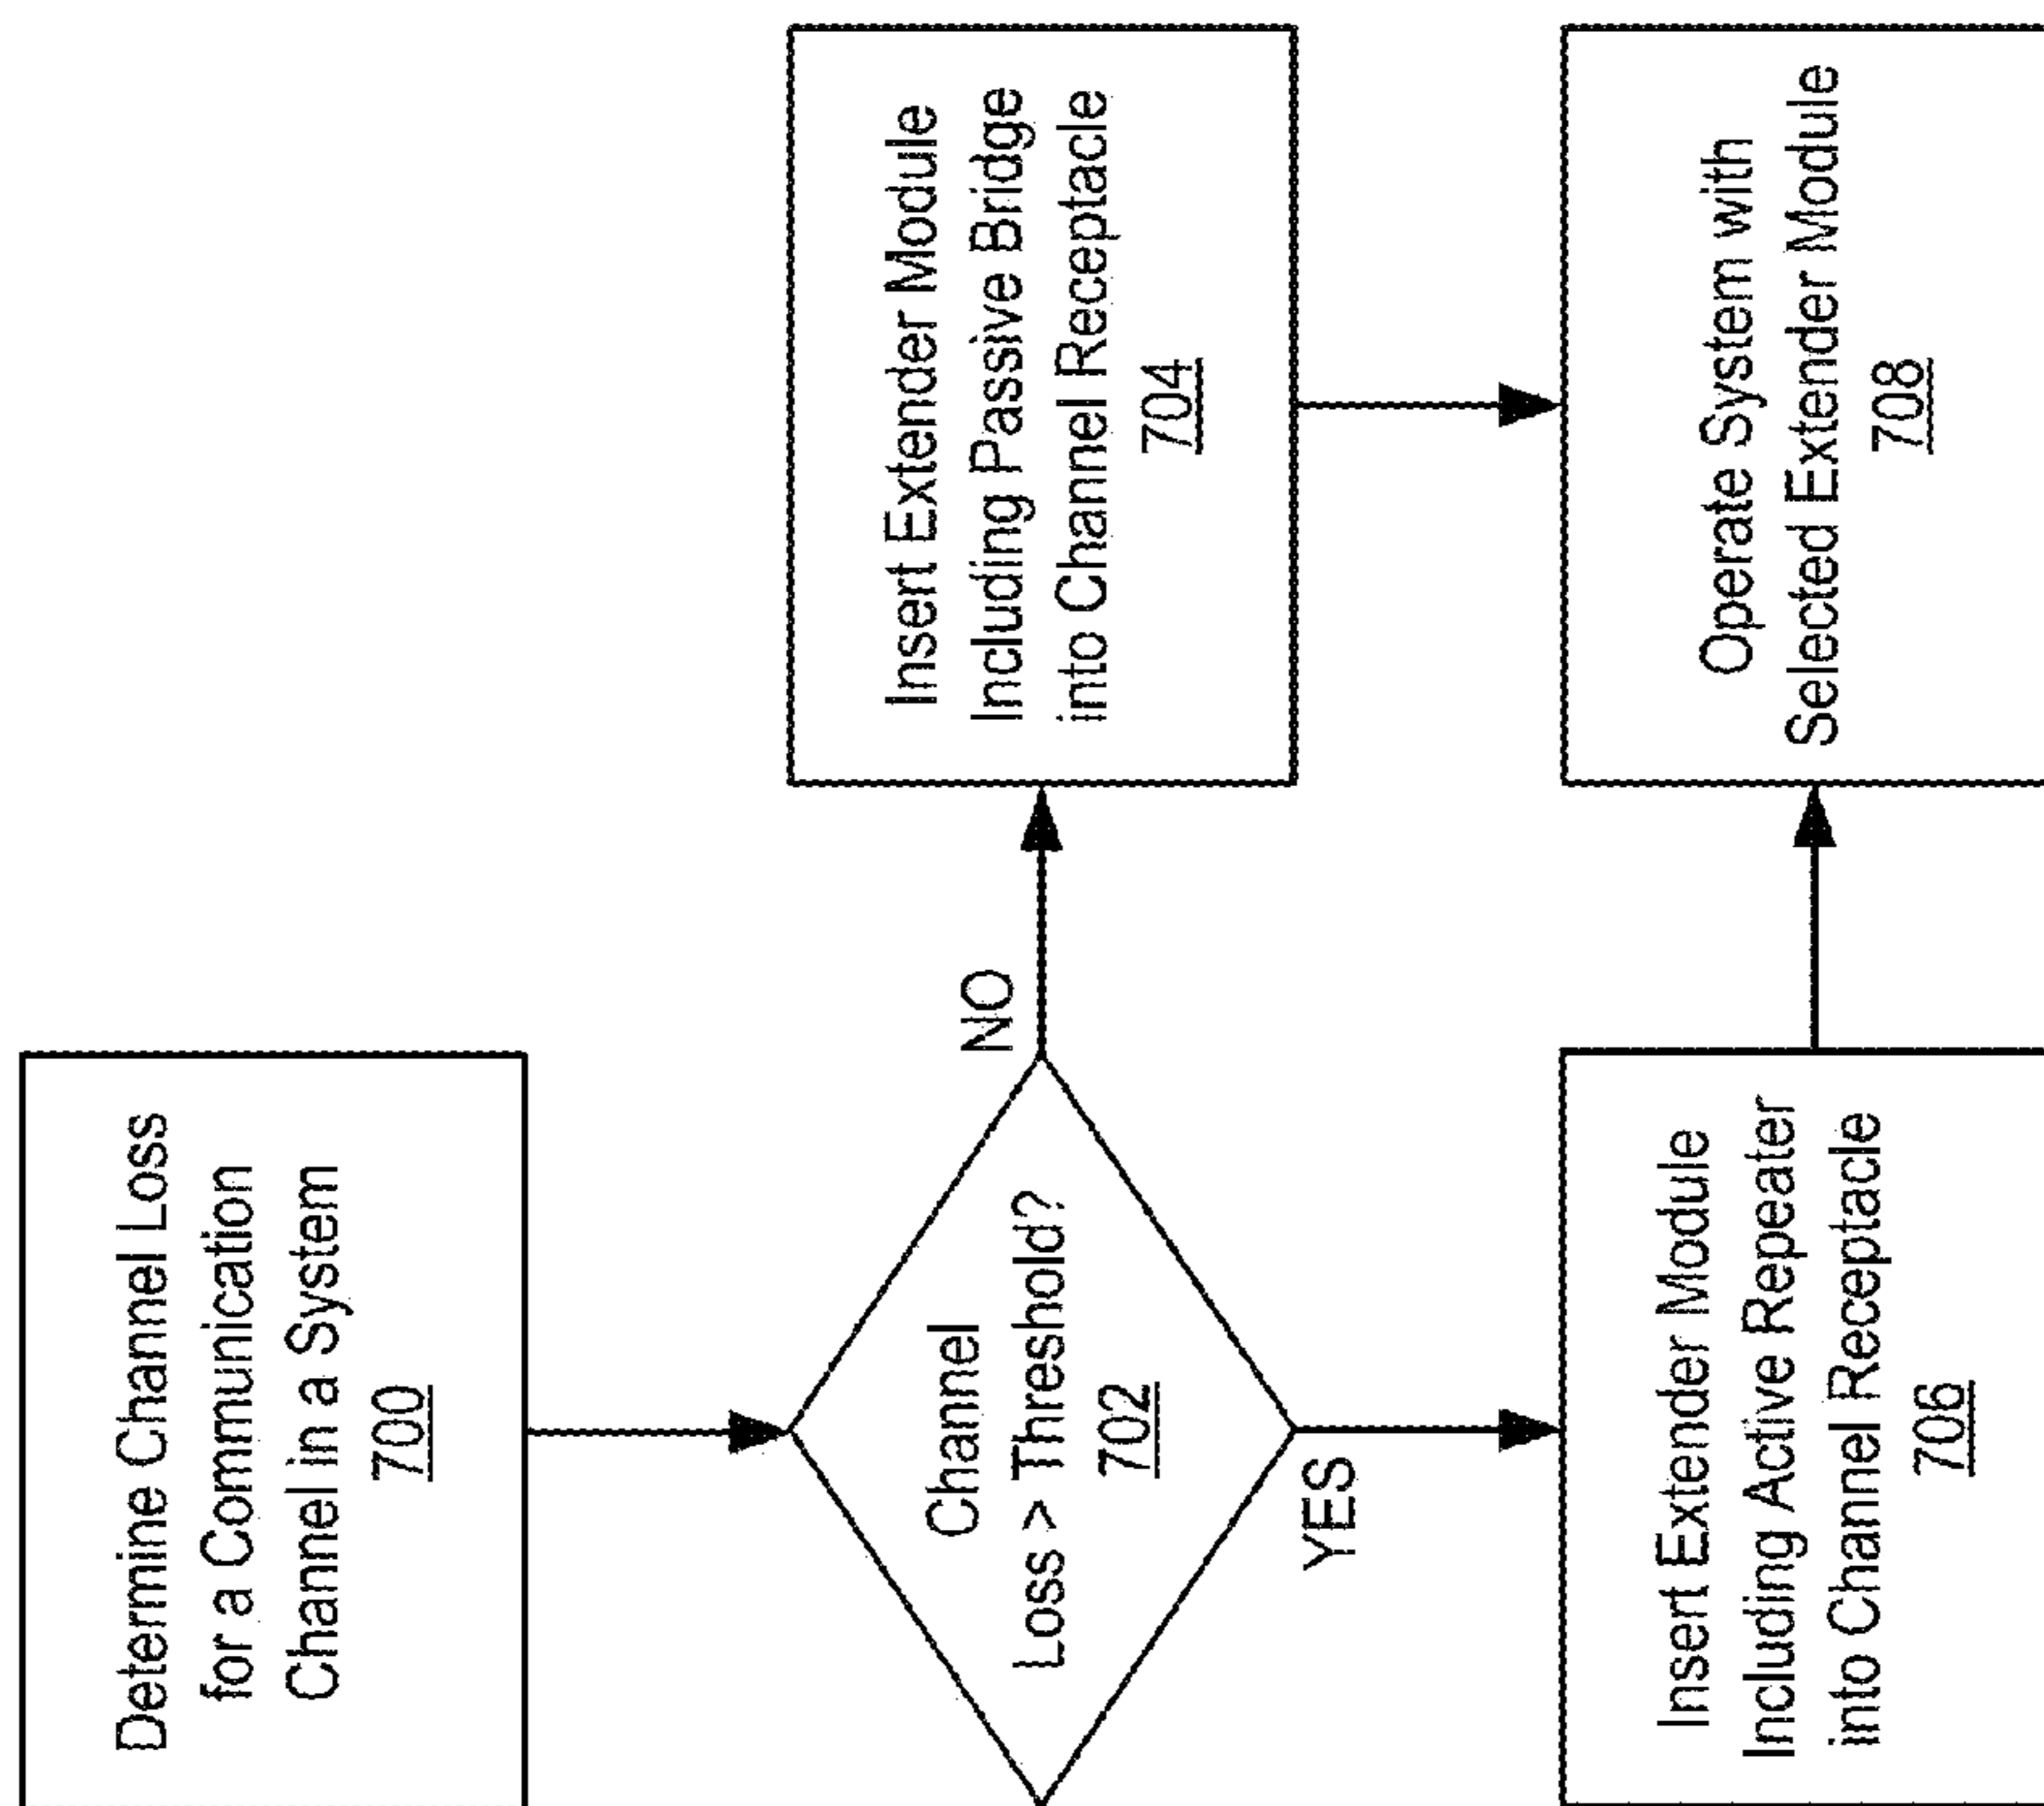 Determine Channel Loss
for a Communication
Channel in a System
700
Channel
Loss > Threshold?
702
NO
YES
Insert Extender Module
Including Passive Bridge
into Channel Receptacle
704
Insert Extender Module
Including Active Repeater
into Channel Receptacle
706
Operate System with
Selected Extender Module
708